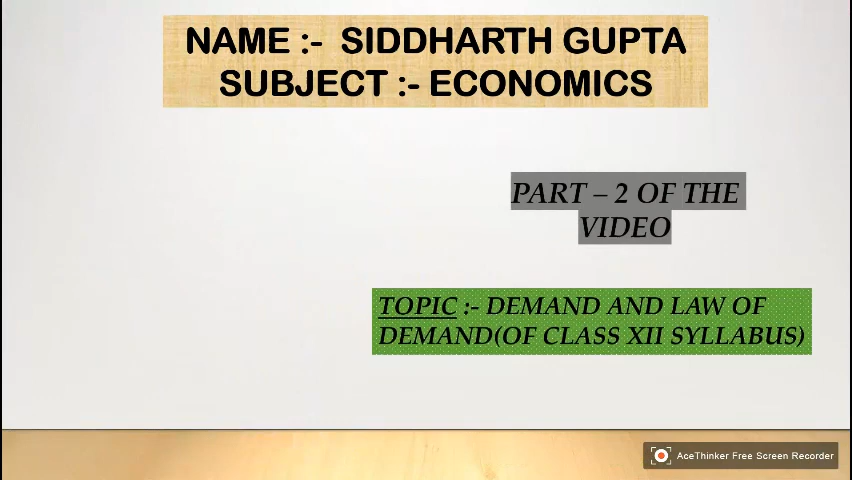 NAME :- SIDDHARTH GUPTA
SUBJECT :- ECONOMICS
PART – 2 OF THE
VIDEO
TOPIC :- DEMAND AND LAW OF
DEMAND(OF CLASS XII SYLLABUS)
AceThinker Free Screen Recorder